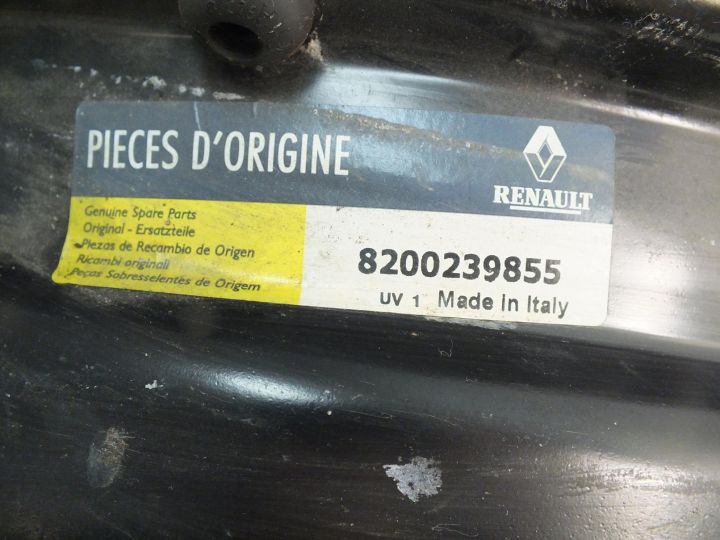 PIECES D'ORIGINE
RENAULT
Genuine Spare Parts
Original - Ersatzteile
Piezas de Recambio de Origen
Ricambi originali
Peças Sobresselentes de Origem
8200239855
UV 1 Made in Italy